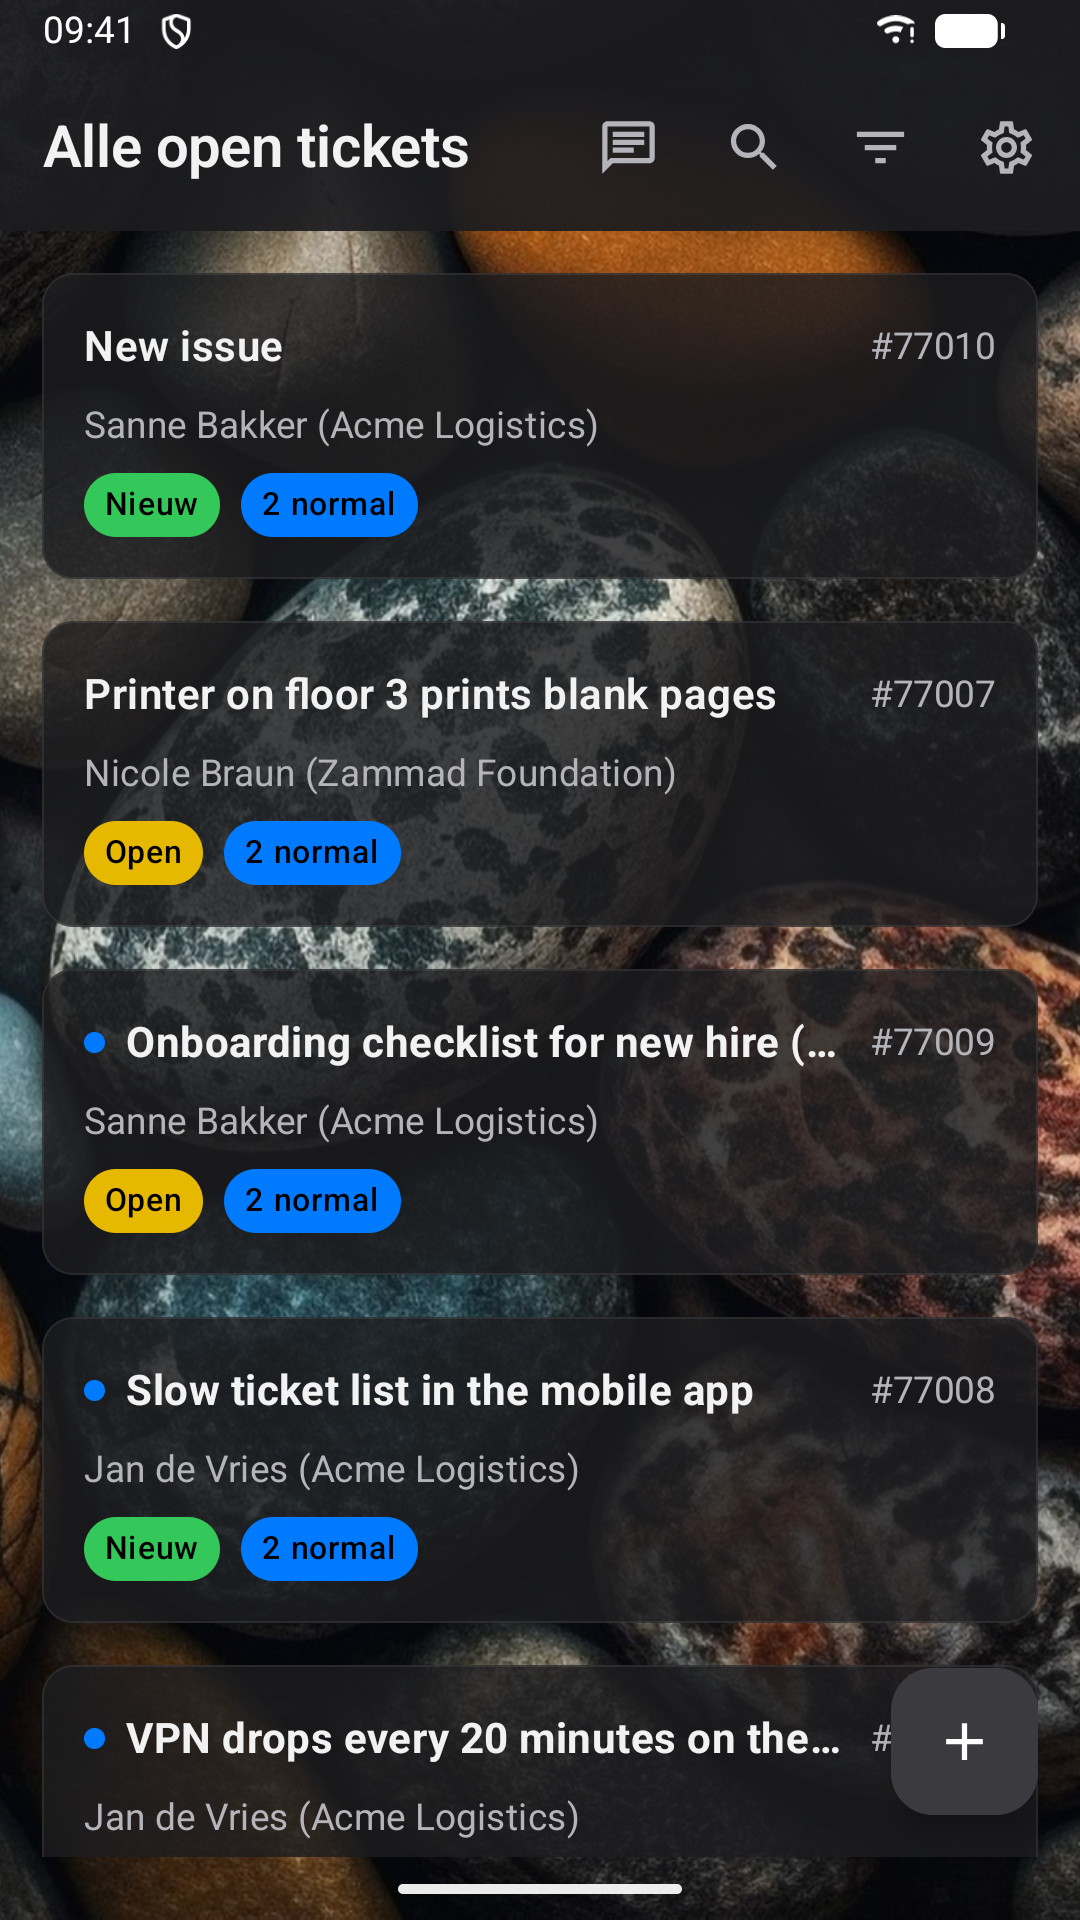 09:41
Alle open tickets
New issue #77010
Sanne Bakker (Acme Logistics)
Nieuw 2 normal
Printer on floor 3 prints blank pages #77007
Nicole Braun (Zammad Foundation)
Open 2 normal
Onboarding checklist for new hire (... #77009
Sanne Bakker (Acme Logistics)
Open 2 normal
Slow ticket list in the mobile app #77008
Jan de Vries (Acme Logistics)
Nieuw 2 normal
VPN drops every 20 minutes on the... #
Jan de Vries (Acme Logistics)